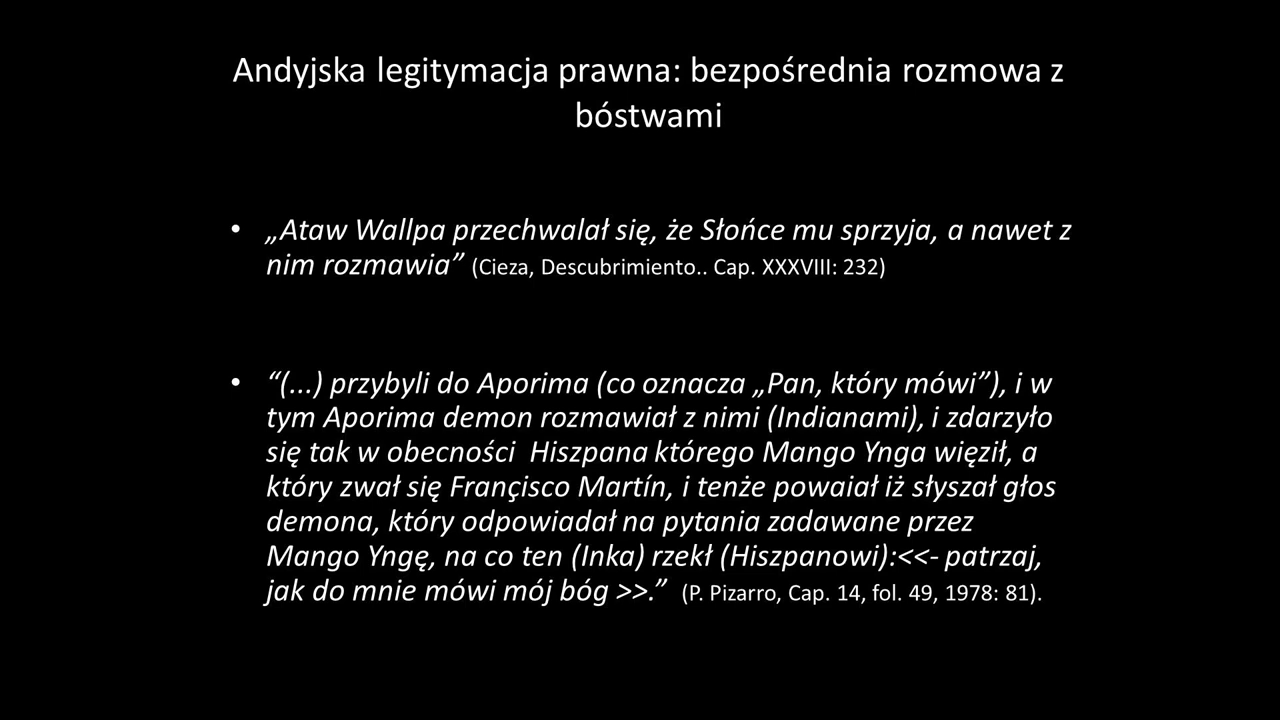 Andyjska legitymacja prawna: bezpośrednia rozmowa z
bóstwami
• „Ataw Wallpa przechwalał się, że Słońce mu sprzyja, a nawet z
nim rozmawia” (Cieza, Descubrimiento.. Cap. XXXVIII: 232)
• “(...) przybyli do Aporima (co oznacza „Pan, który mówi”), i w
tym Aporima demon rozmawiał z nimi (Indianami), i zdarzyło
się tak w obecności  Hiszpana którego Mango Ynga więził, a
który zwał się Françisco Martín, i tenże powaiał iż słyszał głos
demona, który odpowiadał na pytania zadawane przez
Mango Yngę, na co ten (Inka) rzekł (Hiszpanowi):<<- patrzaj,
jak do mnie mówi mój bóg >>.”  (P. Pizarro, Cap. 14, fol. 49, 1978: 81).